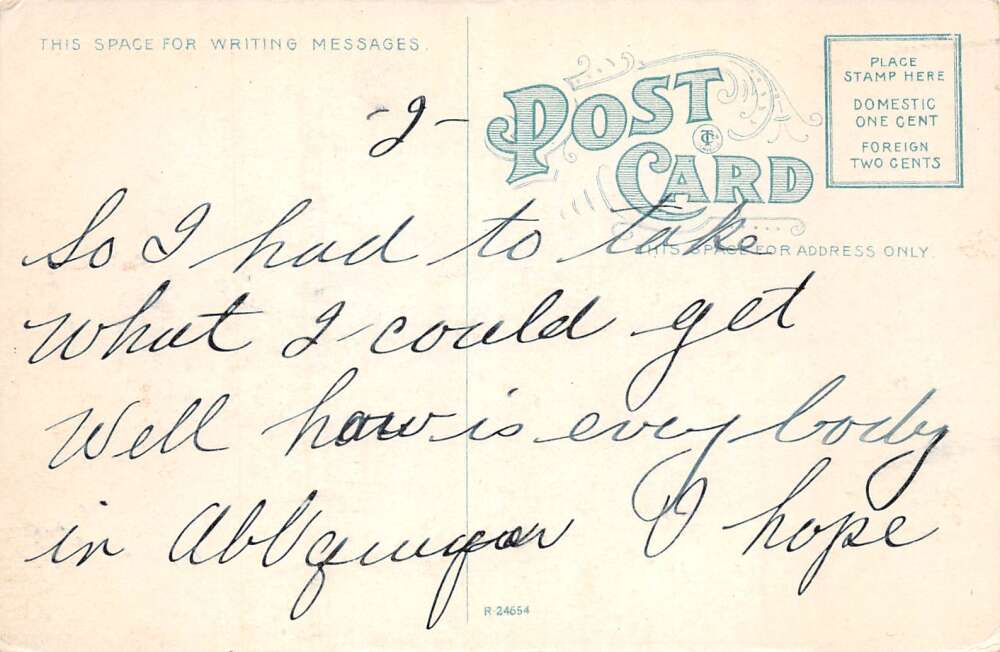 THIS SPACE FOR WRITING MESSAGES.
POST
CARD
PLACE
STAMP HERE
DOMESTIC
ONE CENT
FOREIGN
TWO CENTS
THIS SPACE FOR ADDRESS ONLY.
-2-
So I had to take
what I could get
Well how is every body
in I hope
R-24654